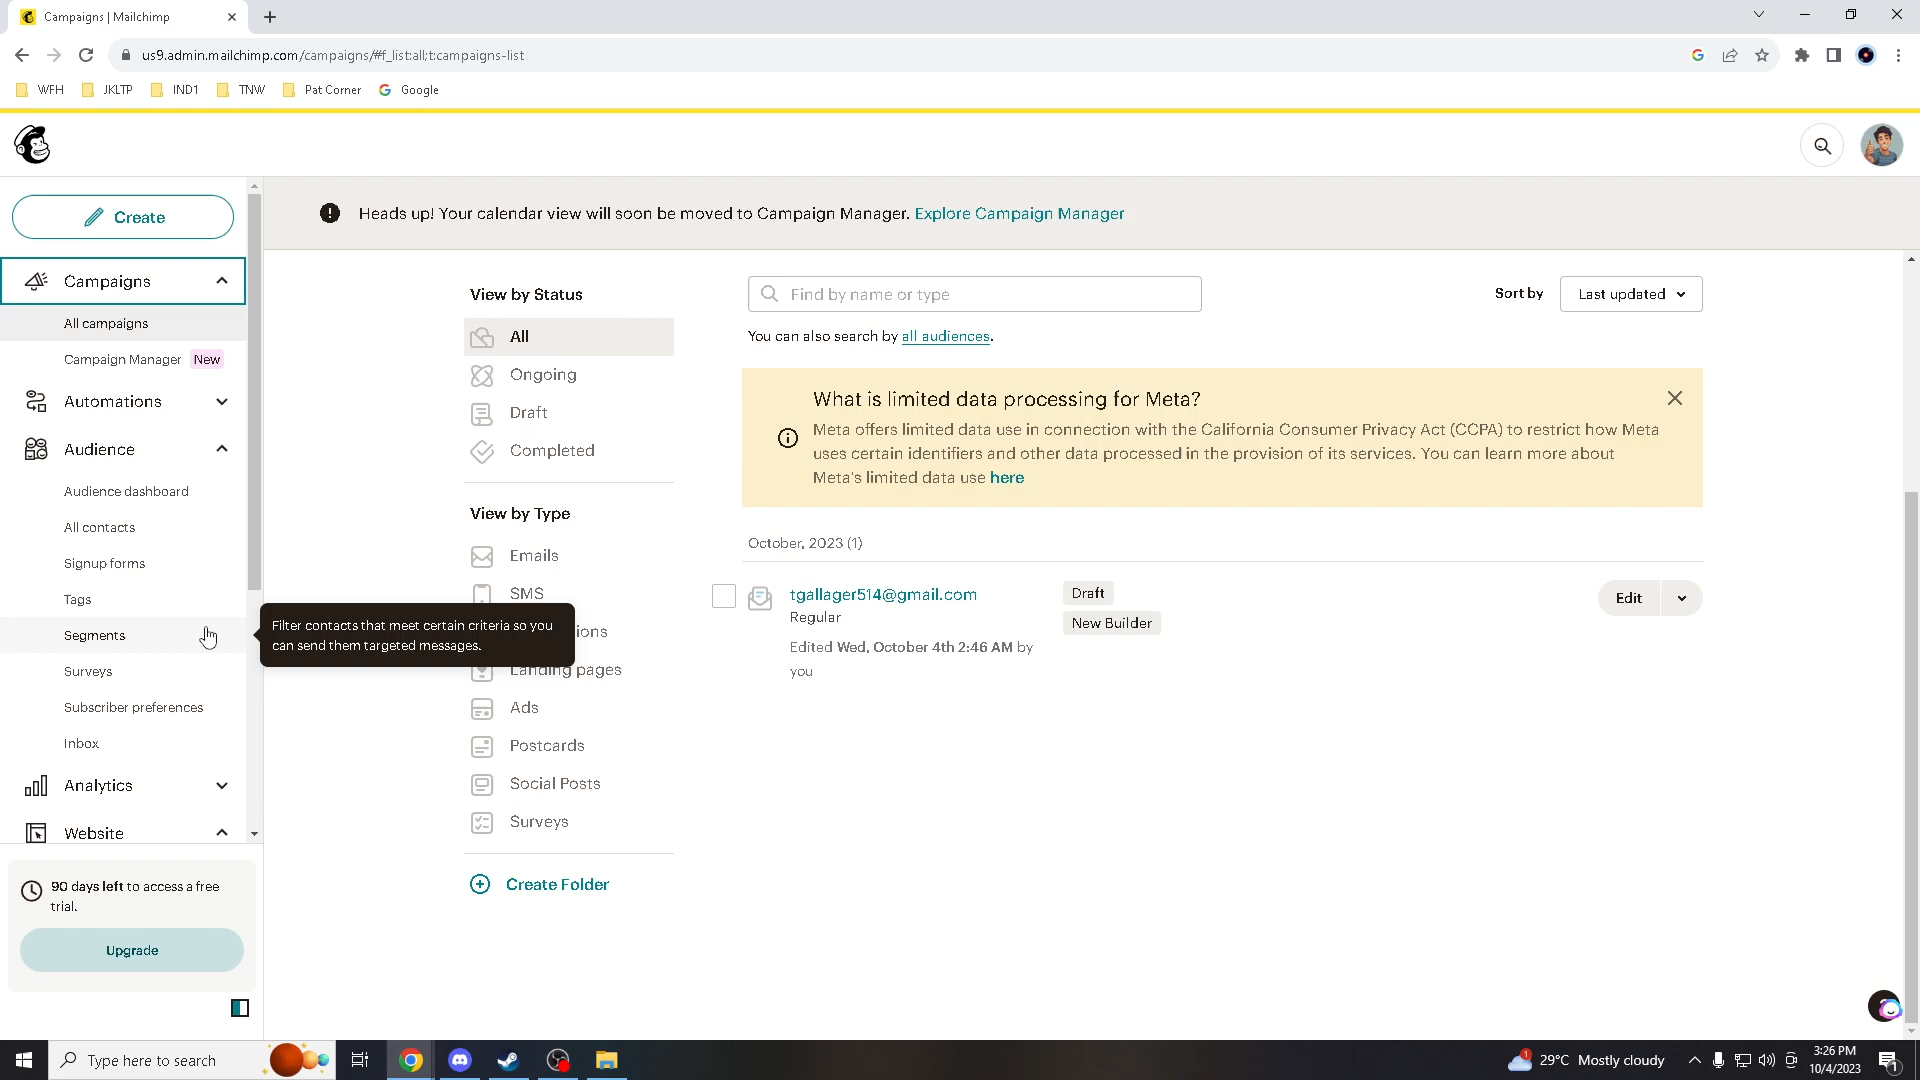 Campaigns | Mailchimp
us9.admin.mailchimp.com/campaigns/#f_list:all;t:campaigns-list
WFH
JKLTP
IND1
TNW
Pat Corner
Google
Create
Heads up! Your calendar view will soon be moved to Campaign Manager. Explore Campaign Manager
Campaigns
All campaigns
Campaign Manager New
Automations
Audience
Audience dashboard
All contacts
Signup forms
Tags
Segments
Surveys
Subscriber preferences
Inbox
Analytics
Website
90 days left to access a free
trial.
Upgrade
Filter contacts that meet certain criteria so you
can send them targeted messages.
View by Status
All
Ongoing
Draft
Completed
View by Type
Emails
SMS
ions
Landing pages
Ads
Postcards
Social Posts
Surveys
Create Folder
Find by name or type
Sort by
Last updated
You can also search by all audiences.
What is limited data processing for Meta?
Meta offers limited data use in connection with the California Consumer Privacy Act (CCPA) to restrict how Meta
uses certain identifiers and other data processed in the provision of its services. You can learn more about
Meta's limited data use here
October, 2023 (1)
tgallager514@gmail.com
Regular
Edited Wed, October 4th 2:46 AM by
you
Draft
New Builder
Edit
Type here to search
1
29°C Mostly cloudy
3:26 PM
10/4/2023
1